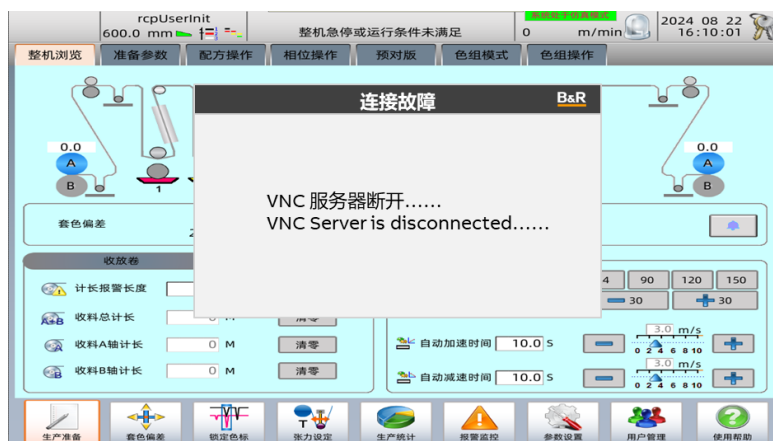 rcpUserInit
600.0 mm
整机急停或运行条件未满足
系统处于仿真模式
0 m/min
2024 08 22
16:10:01
整机浏览 准备参数 配方操作 相位操作 预对版 色组模式 色组操作
连接故障 B&R
VNC 服务器断开......
VNC Server is disconnected......
0.0
A
B
1
0.0
A
B
套色偏差
收放卷
计长报警长度
90 120 150
30 30
收料总计长 0 M 清零
收料A轴计长 0 M 清零
收料B轴计长 0 M 清零
自动加速时间 10.0 S
3.0 m/s
0 2 4 6 8 10
自动减速时间 10.0 S
3.0 m/s
0 2 4 6 8 10
生产准备 套色偏差 锁定色标 张力设定 生产统计 报警监控 参数设置 用户管理 使用帮助